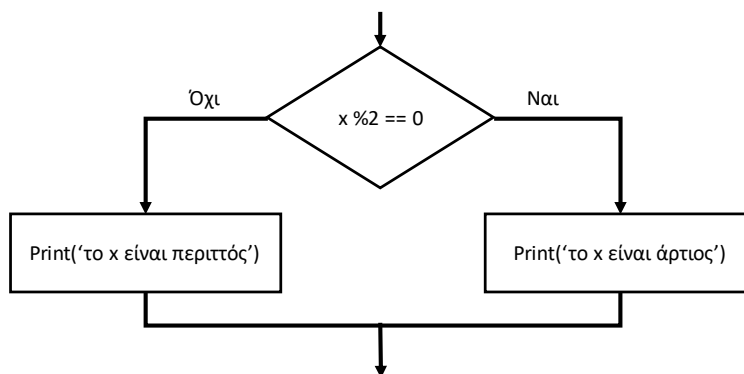 Όχι
Ναι
x %2 == 0
Print(‘το x είναι περιττός’)
Print(‘το x είναι άρτιος’)